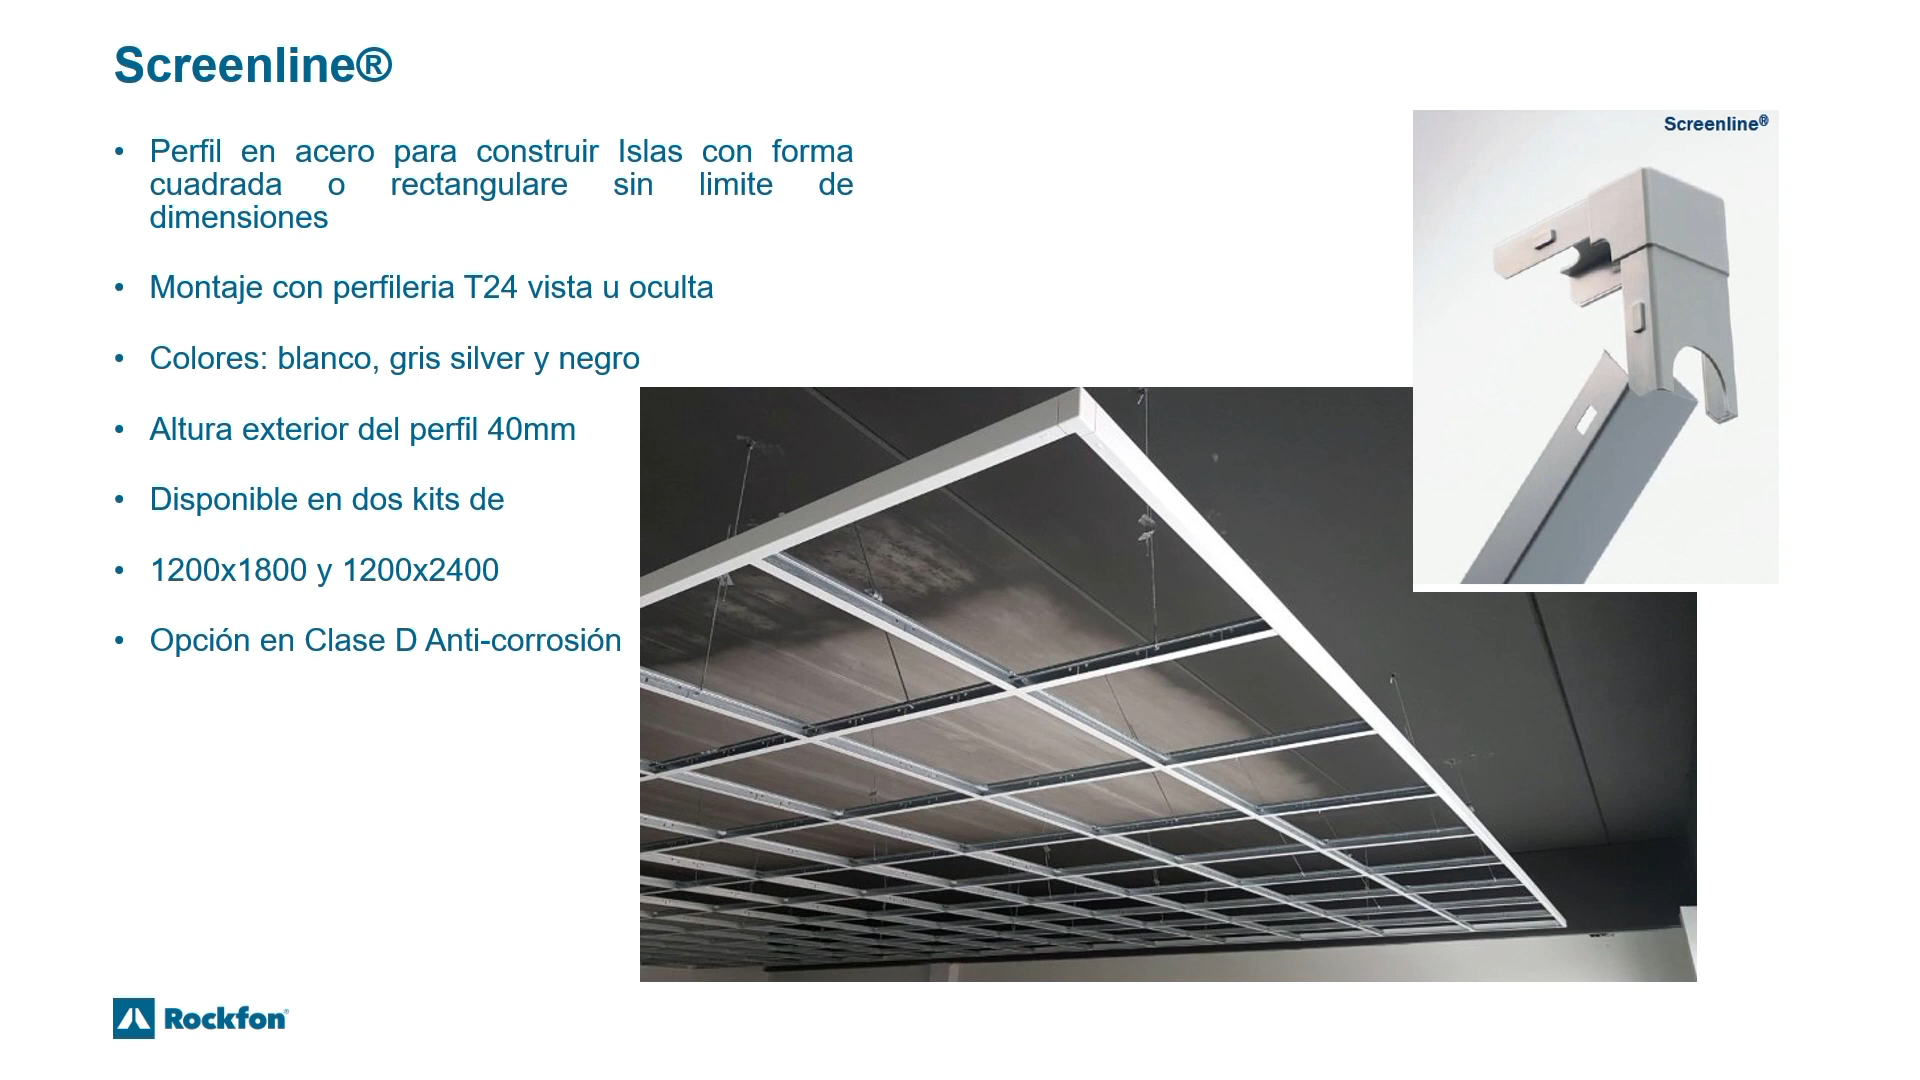 Screenline®
• Perfil en acero para construir Islas con forma
cuadrada o rectangulare sin limite de
dimensiones
• Montaje con perfileria T24 vista u oculta
• Colores: blanco, gris silver y negro
• Altura exterior del perfil 40mm
• Disponible en dos kits de
• 1200x1800 y 1200x2400
• Opción en Clase D Anti-corrosión
Screenline®
Rockfon®